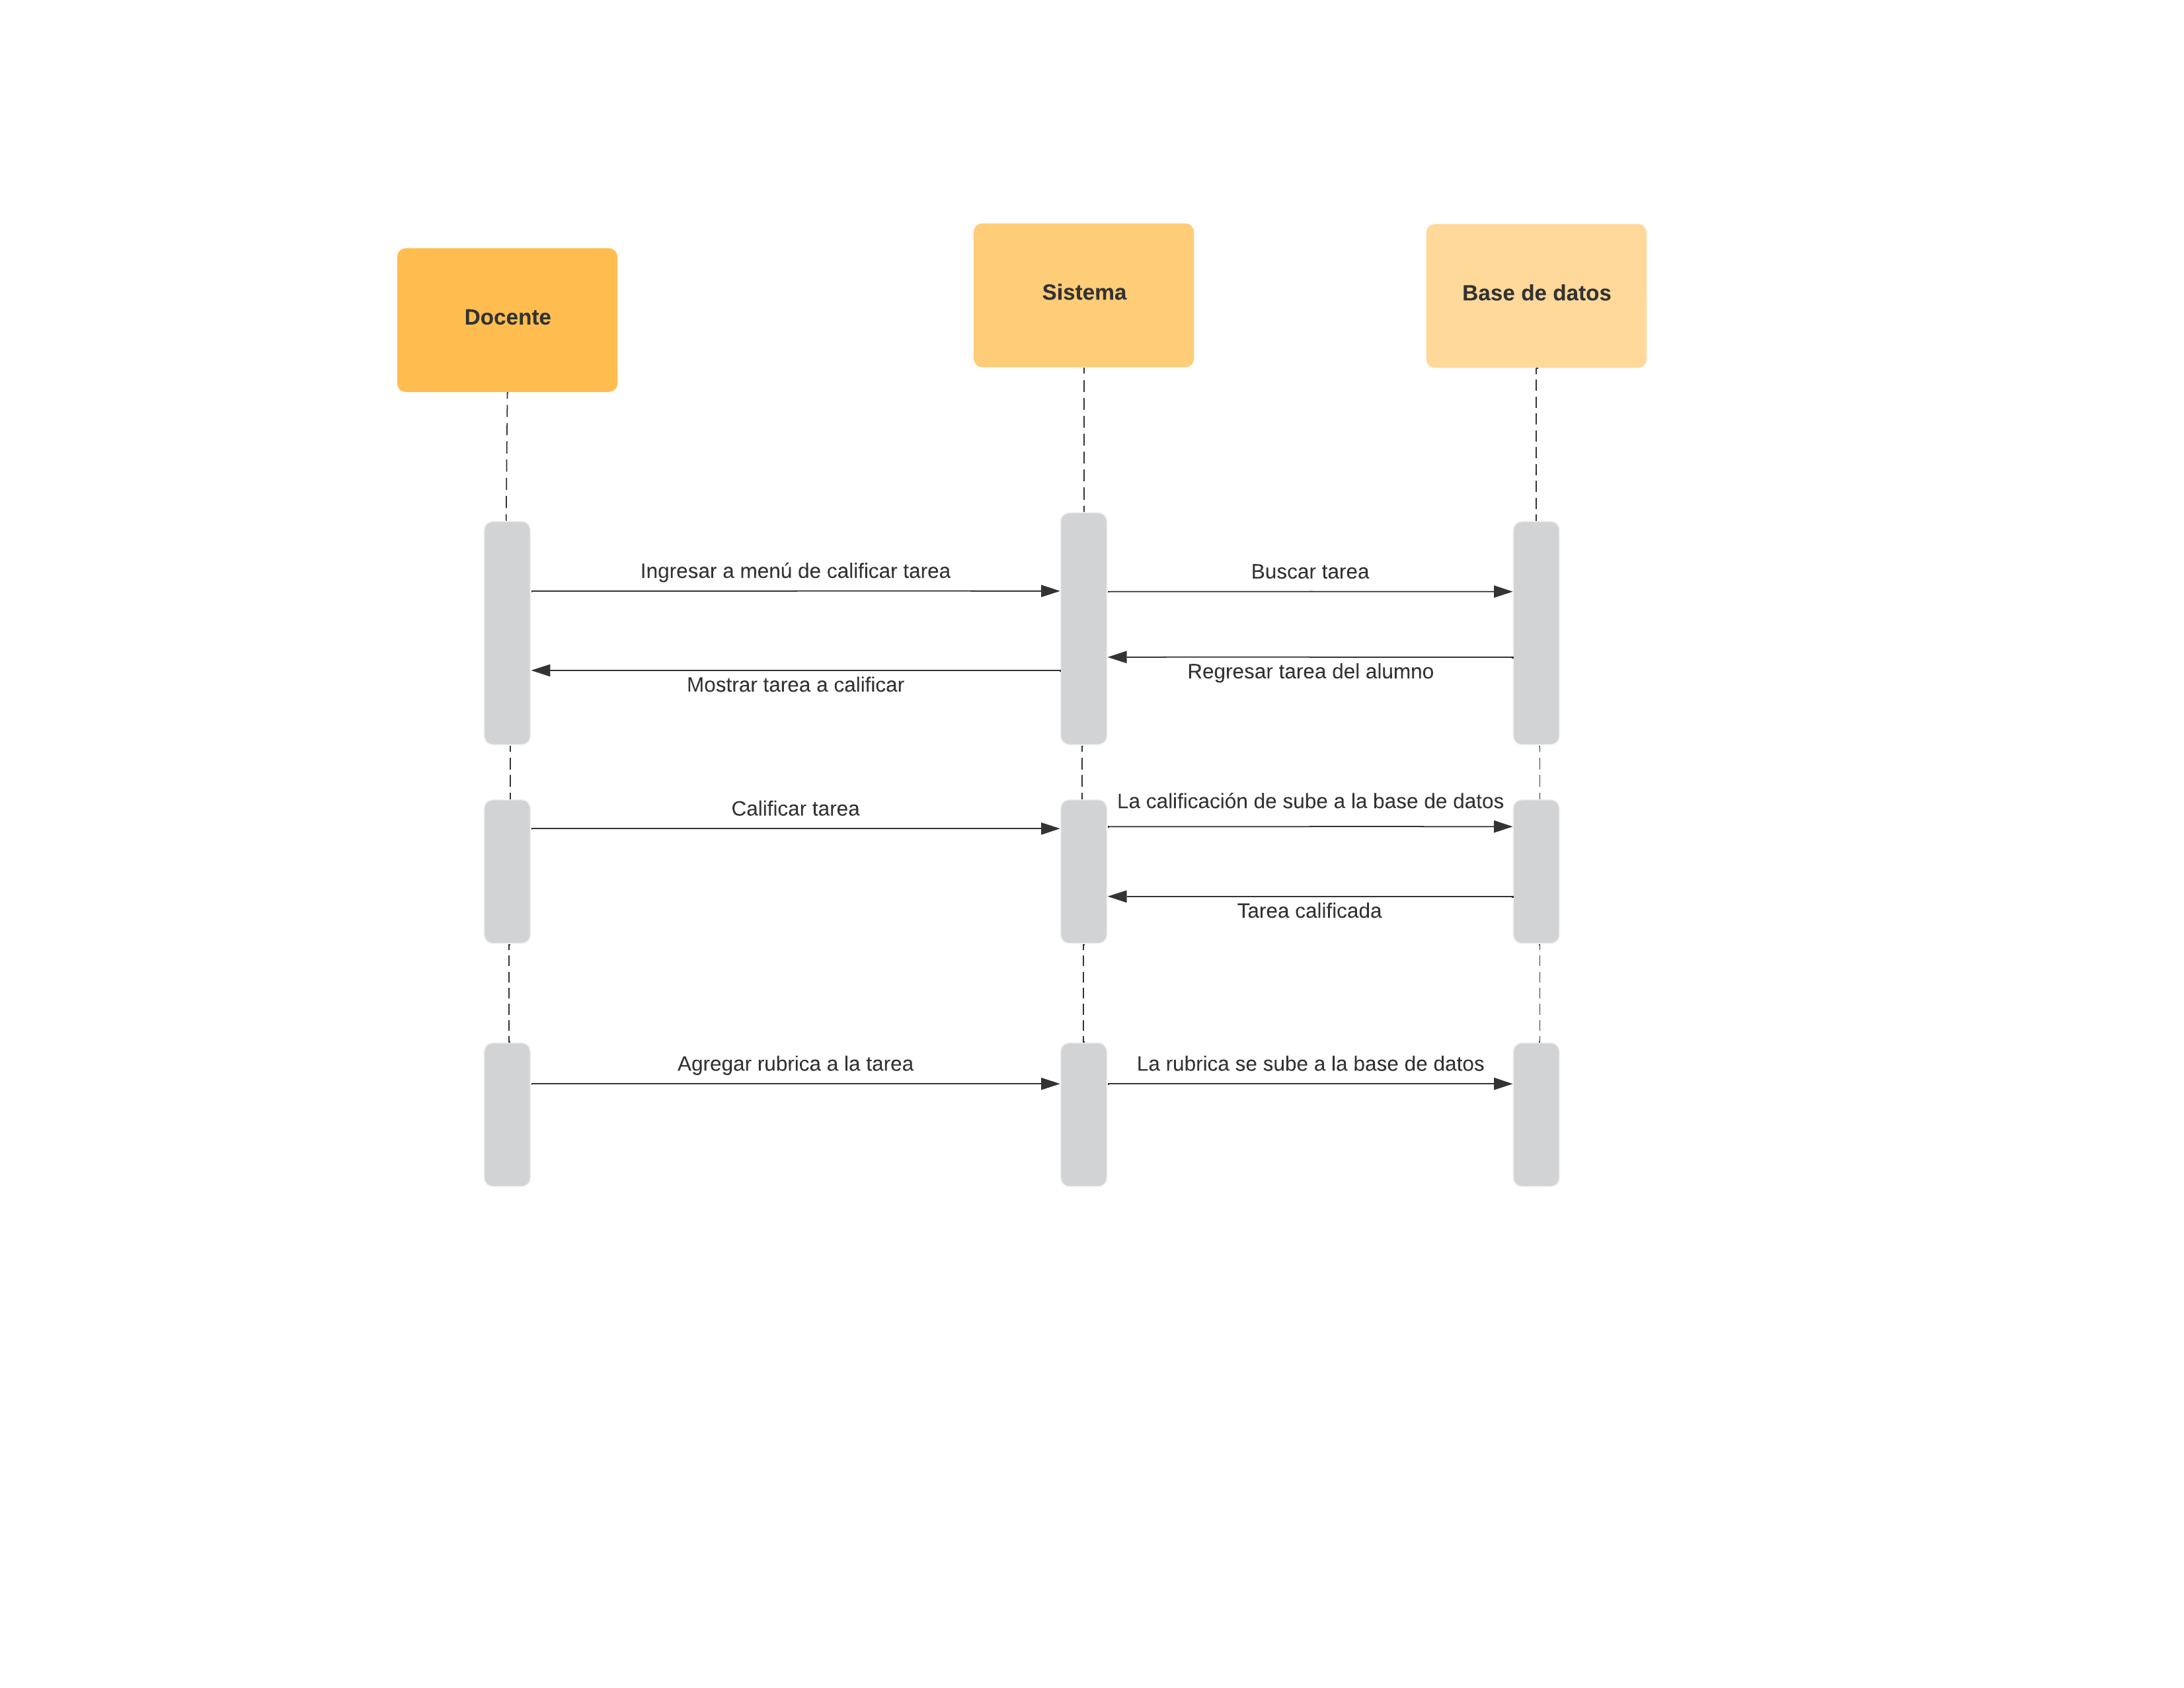 Docente
Sistema
Base de datos
Ingresar a menú de calificar tarea
Buscar tarea
Regresar tarea del alumno
Mostrar tarea a calificar
Calificar tarea
La calificación de sube a la base de datos
Tarea calificada
Agregar rubrica a la tarea
La rubrica se sube a la base de datos